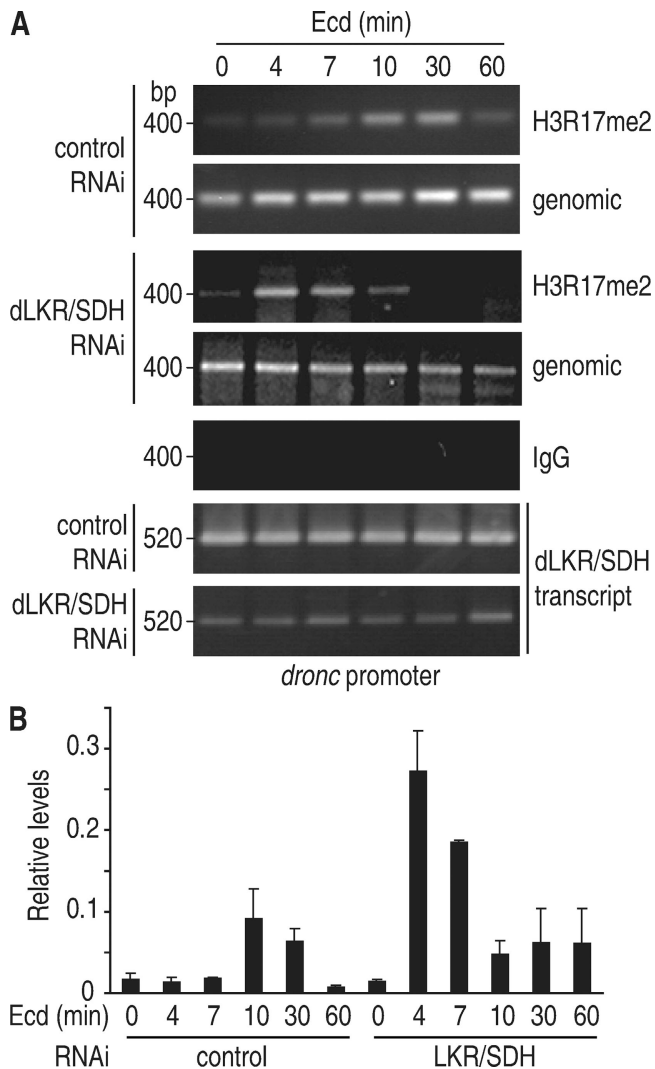 A
Ecd (min)
0 4 7 10 30 60
bp
control
RNAi
400
H3R17me2
400
genomic
dLKR/SDH
RNAi
400
H3R17me2
400
genomic
400
IgG
control
RNAi
520
dLKR/SDH
RNAi
520
dLKR/SDH
transcript
dronc promoter
B
Relative levels
0.3
0.2
0.1
0
Ecd (min) 0 4 7 10 30 60 0 4 7 10 30 60
RNAi control LKR/SDH